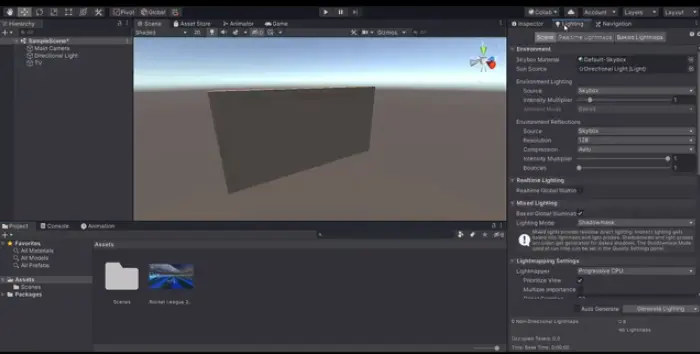 Pivot Global Collab Account Layers Layout
Hierarchy Scene Asset Store Animator Game Inspector Lighting Navigation
All Shaded 2D Gizmos All Scene Realtime Lightmaps Baked Lightmaps
SampleScene*
Main Camera
Directional Light
TV
Environment
Skybox Material Default-Skybox
Sun Source Directional Light (Light)
Environment Lighting
Source Skybox
Intensity Multiplier 1
Ambient Mode
Environment Reflections
Source Skybox
Resolution 128
Compression Auto
Intensity Multiplier 1
Bounces 1
Realtime Lighting
Realtime Global Illumin
Mixed Lighting
Baked Global Illuminat
Lighting Mode Shadowmask
Project Console Animation
Favorites
All Materials
All Models
All Prefabs
Assets
Scenes
Packages
Assets
Scenes
Rocket League_S...
Lightmapping Settings
Lightmapper Progressive CPU
Prioritize View
Multiple Importance
Auto Generate Generate Lighting
0 Non-Directional Lightmaps 0 B
No Lightmaps
Occupied Texels: 0.0
Total Bake Time: 0:00:00